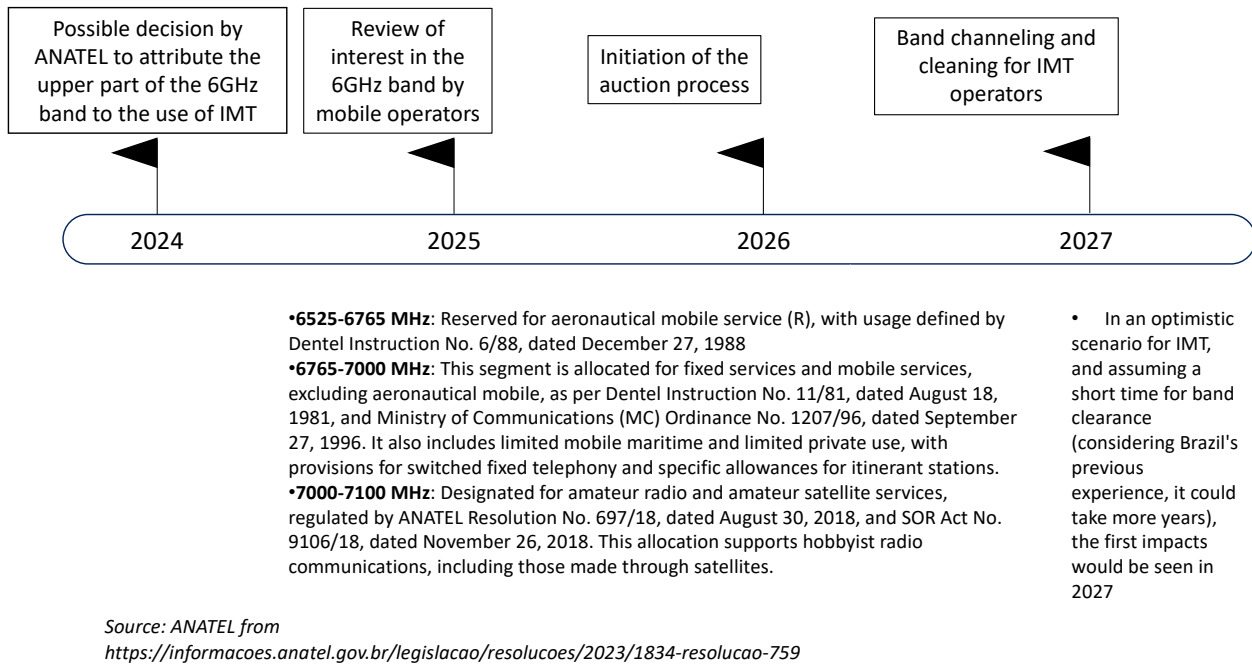 Possible decision by
ANATEL to attribute the
upper part of the 6GHz
band to the use of IMT
Review of
interest in the
6GHz band by
mobile operators
Initiation of the
auction process
Band channeling and
cleaning for IMT
operators
2024
2025
2026
2027
•6525-6765 MHz: Reserved for aeronautical mobile service (R), with usage defined by
Dentel Instruction No. 6/88, dated December 27, 1988
•6765-7000 MHz: This segment is allocated for fixed services and mobile services,
excluding aeronautical mobile, as per Dentel Instruction No. 11/81, dated August 18,
1981, and Ministry of Communications (MC) Ordinance No. 1207/96, dated September
27, 1996. It also includes limited mobile maritime and limited private use, with
provisions for switched fixed telephony and specific allowances for itinerant stations.
•7000-7100 MHz: Designated for amateur radio and amateur satellite services,
regulated by ANATEL Resolution No. 697/18, dated August 30, 2018, and SOR Act No.
9106/18, dated November 26, 2018. This allocation supports hobbyist radio
communications, including those made through satellites.
• In an optimistic
scenario for IMT,
and assuming a
short time for band
clearance
(considering Brazil's
previous
experience, it could
take more years),
the first impacts
would be seen in
2027
Source: ANATEL from
https://informacoes.anatel.gov.br/legislacao/resolucoes/2023/1834-resolucao-759